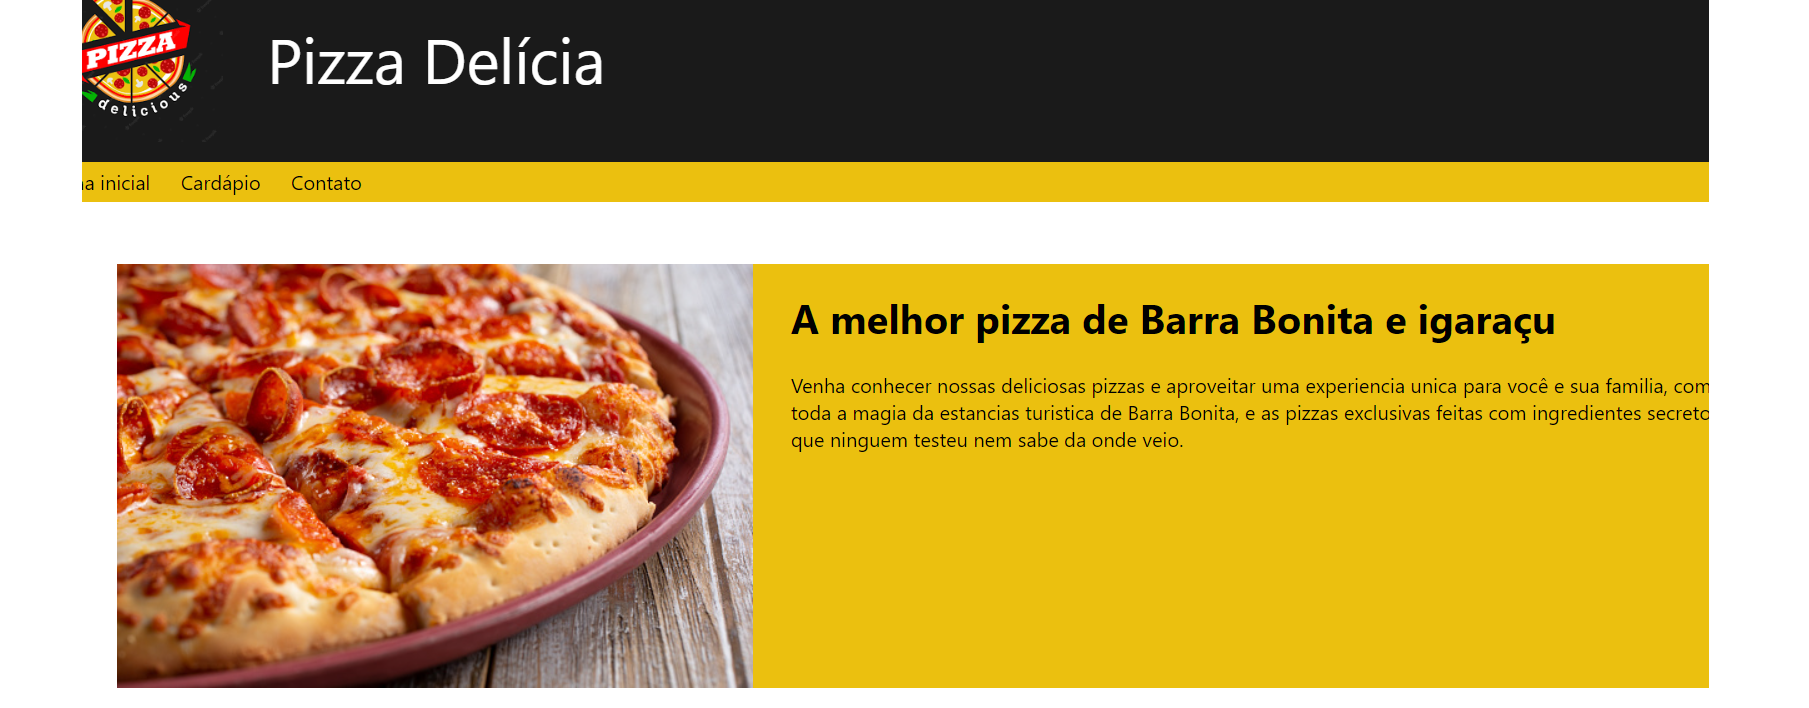 PIZZA
delicious
Pizza Delícia
a inicial Cardápio Contato
A melhor pizza de Barra Bonita e igaraçu
Venha conhecer nossas deliciosas pizzas e aproveitar uma experiencia unica para você e sua familia, com
toda a magia da estancias turistica de Barra Bonita, e as pizzas exclusivas feitas com ingredientes secreto
que ninguem testeu nem sabe da onde veio.